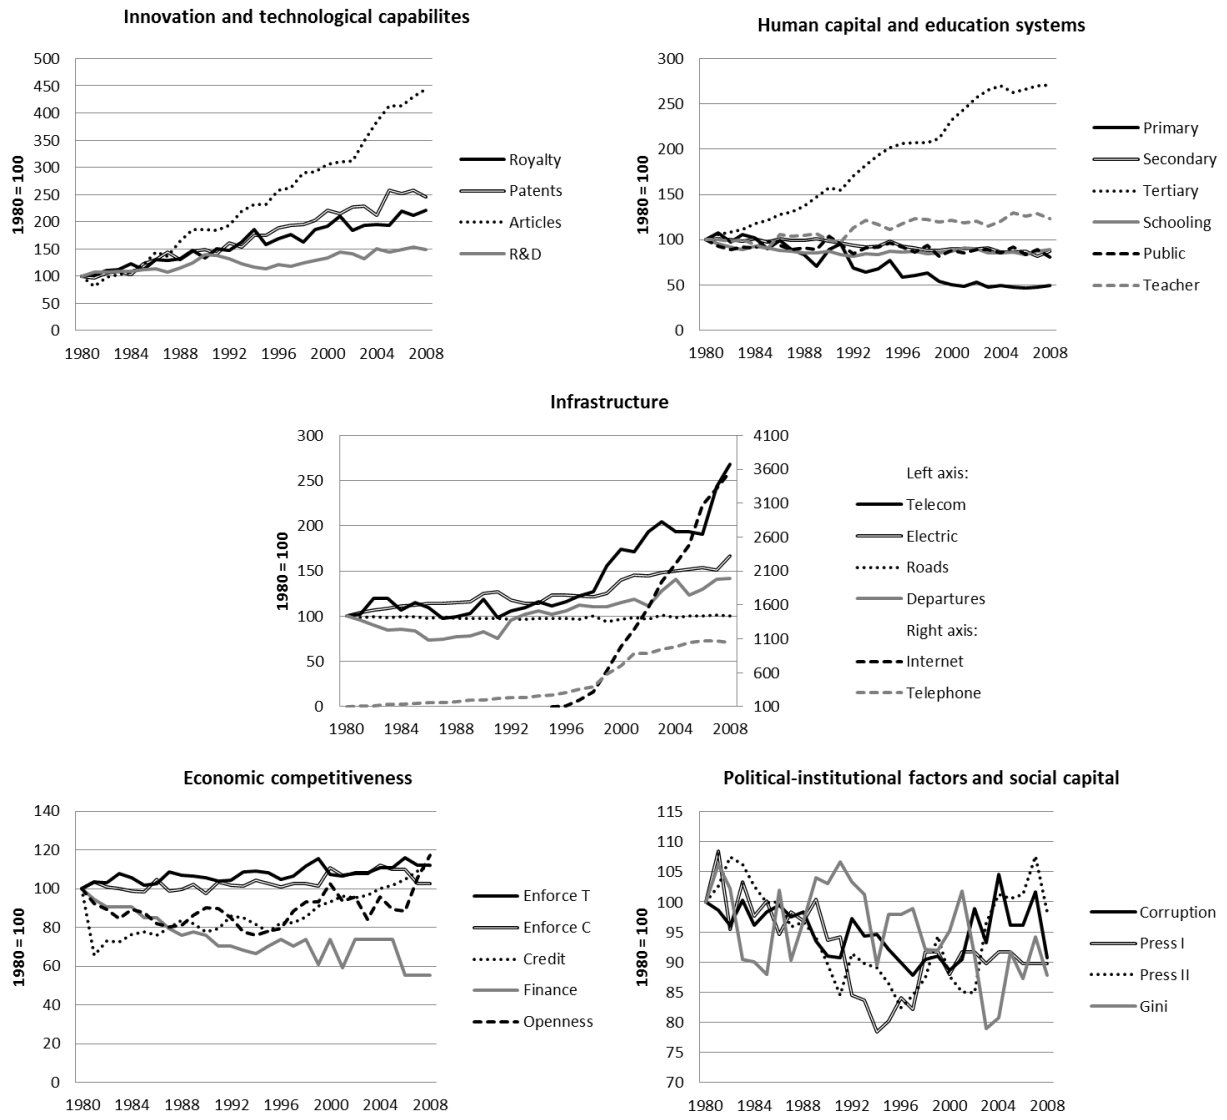 Innovation and technological capabilites
500
450
400
350
300
250
200
150
100
50
0
1980 = 100
1980 1984 1988 1992 1996 2000 2004 2008
Royalty
Patents
Articles
R&D
Human capital and education systems
300
250
200
150
100
50
0
1980 = 100
1980 1984 1988 1992 1996 2000 2004 2008
Primary
Secondary
Tertiary
Schooling
Public
Teacher
Infrastructure
300
250
200
150
100
50
0
1980 = 100
4100
3600
3100
2600
2100
1600
1100
600
100
1980 1984 1988 1992 1996 2000 2004 2008
Left axis:
Telecom
Electric
Roads
Departures
Right axis:
Internet
Telephone
Economic competitiveness
140
120
100
80
60
40
20
0
1980 = 100
1980 1984 1988 1992 1996 2000 2004 2008
Enforce T
Enforce C
Credit
Finance
Openness
Political-institutional factors and social capital
115
110
105
100
95
90
85
80
75
70
1980 = 100
1980 1984 1988 1992 1996 2000 2004 2008
Corruption
Press I
Press II
Gini